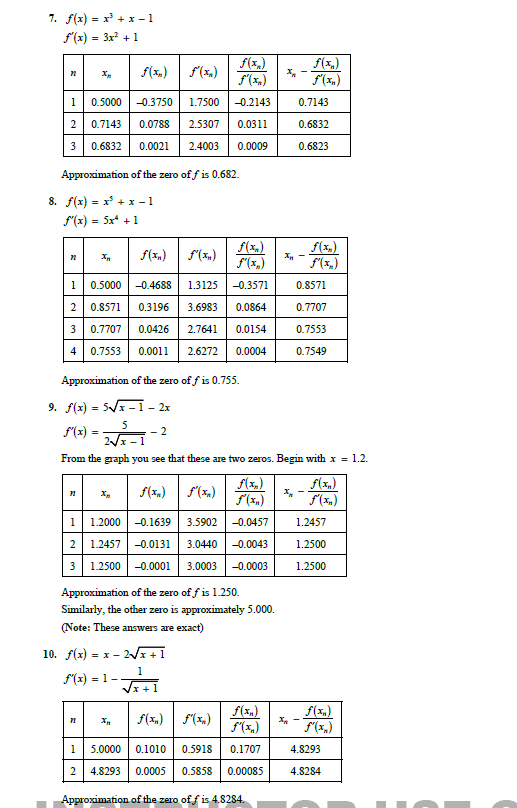 7. f(x) = x³ + x − 1
f′(x) = 3x² + 1
n xₙ f(xₙ) f′(xₙ) f(xₙ)/f′(xₙ) xₙ − f(xₙ)/f′(xₙ)
1 0.5000 −0.3750 1.7500 −0.2143 0.7143
2 0.7143 0.0788 2.5307 0.0311 0.6832
3 0.6832 0.0021 2.4003 0.0009 0.6823
Approximation of the zero of f is 0.682.
8. f(x) = x⁵ + x − 1
f′(x) = 5x⁴ + 1
n xₙ f(xₙ) f′(xₙ) f(xₙ)/f′(xₙ) xₙ − f(xₙ)/f′(xₙ)
1 0.5000 −0.4688 1.3125 −0.3571 0.8571
2 0.8571 0.3196 3.6983 0.0864 0.7707
3 0.7707 0.0426 2.7641 0.0154 0.7553
4 0.7553 0.0011 2.6272 0.0004 0.7549
Approximation of the zero of f is 0.755.
9. f(x) = 5√(x − 1) − 2x
f′(x) = 5/(2√(x − 1)) − 2
From the graph you see that these are two zeros. Begin with x = 1.2.
n xₙ f(xₙ) f′(xₙ) f(xₙ)/f′(xₙ) xₙ − f(xₙ)/f′(xₙ)
1 1.2000 −0.1639 3.5902 −0.0457 1.2457
2 1.2457 −0.0131 3.0440 −0.0043 1.2500
3 1.2500 −0.0001 3.0003 −0.0003 1.2500
Approximation of the zero of f is 1.250.
Similarly, the other zero is approximately 5.000.
(Note: These answers are exact)
10. f(x) = x − 2√(x + 1)
f′(x) = 1 − 1/√(x + 1)
n xₙ f(xₙ) f′(xₙ) f(xₙ)/f′(xₙ) xₙ − f(xₙ)/f′(xₙ)
1 5.0000 0.1010 0.5918 0.1707 4.8293
2 4.8293 0.0005 0.5858 0.00085 4.8284
Approximation of the zero of f is 4.8284.